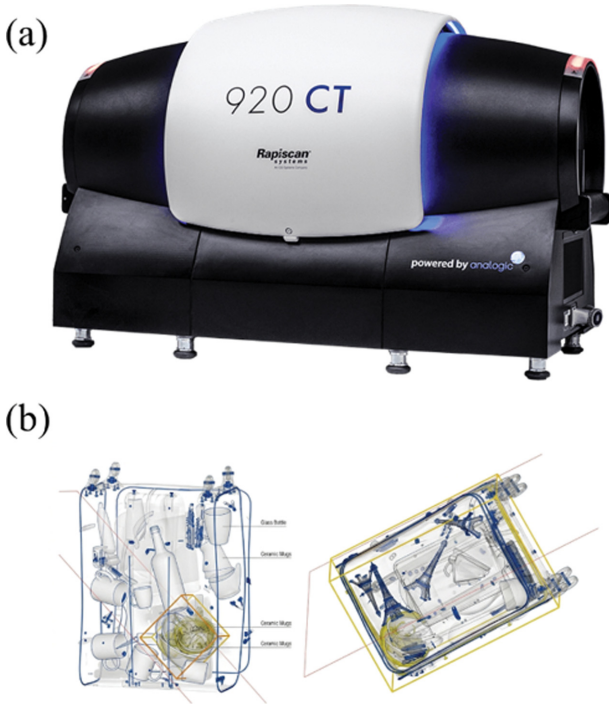 (a)
920 CT
Rapiscan
systems
powered by analogic
(b)
Glass Bottle
Ceramic Mugs
Ceramic Mugs
Ceramic Mugs